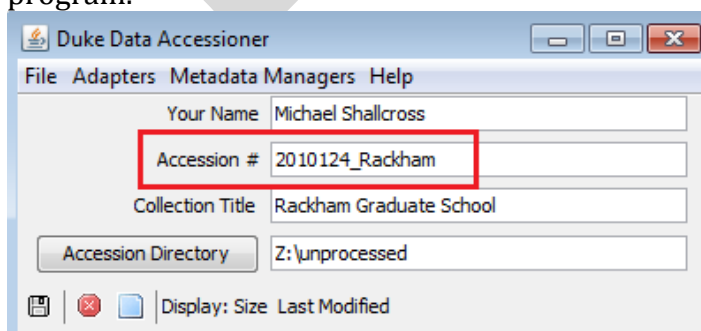 program.
Duke Data Accessioner
File Adapters Metadata Managers Help
Your Name Michael Shallcross
Accession # 2010124_Rackham
Collection Title Rackham Graduate School
Accession Directory Z:\unprocessed
Display: Size Last Modified